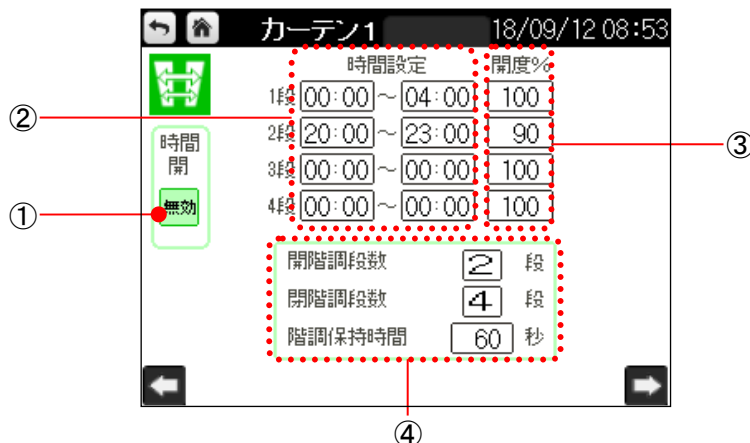 カーテン1 18/09/12 08:53
時間設定 開度%
1段 00:00 ～ 04:00 100
② 2段 20:00 ～ 23:00 90 ③
時間
開
3段 00:00 ～ 00:00 100
① 無効 4段 00:00 ～ 00:00 100
開階調段数 2 段
閉階調段数 4 段
階調保持時間 60 秒
④